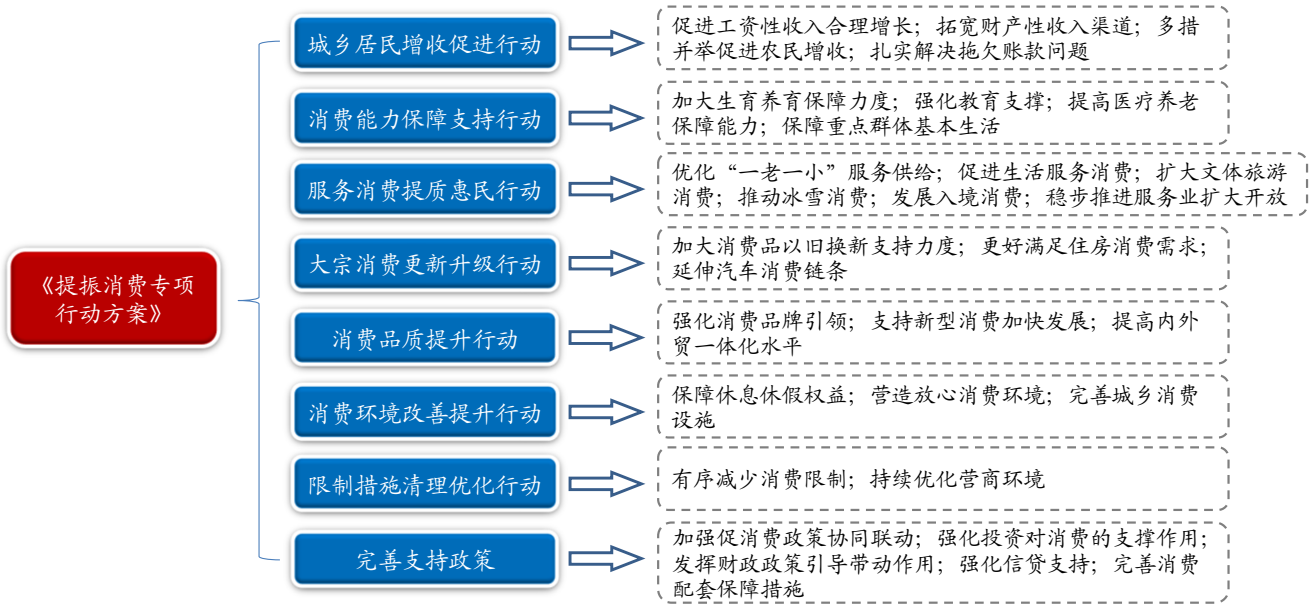 《提振消费专项
行动方案》
城乡居民增收促进行动
促进工资性收入合理增长；拓宽财产性收入渠道；多措
并举促进农民增收；扎实解决拖欠账款问题
消费能力保障支持行动
加大生育养育保障力度；强化教育支撑；提高医疗养老
保障能力；保障重点群体基本生活
服务消费提质惠民行动
优化“一老一小”服务供给；促进生活服务消费；扩大文体旅游
消费；推动冰雪消费；发展入境消费；稳步推进服务业扩大开放
大宗消费更新升级行动
加大消费品以旧换新支持力度；更好满足住房消费需求；
延伸汽车消费链条
消费品质提升行动
强化消费品牌引领；支持新型消费加快发展；提高内外
贸一体化水平
消费环境改善提升行动
保障休息休假权益；营造放心消费环境；完善城乡消费
设施
限制措施清理优化行动
有序减少消费限制；持续优化营商环境
完善支持政策
加强促消费政策协同联动；强化投资对消费的支撑作用；
发挥财政政策引导带动作用；强化信贷支持；完善消费
配套保障措施